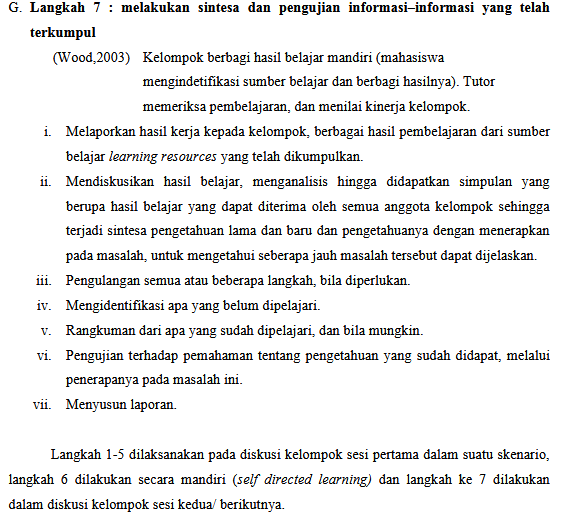 G. Langkah 7 : melakukan sintesa dan pengujian informasi–informasi yang telah
terkumpul
(Wood,2003) Kelompok berbagi hasil belajar mandiri (mahasiswa
mengindetifikasi sumber belajar dan berbagi hasilnya). Tutor
memeriksa pembelajaran, dan menilai kinerja kelompok.
i. Melaporkan hasil kerja kepada kelompok, berbagai hasil pembelajaran dari sumber
belajar learning resources yang telah dikumpulkan.
ii. Mendiskusikan hasil belajar, menganalisis hingga didapatkan simpulan yang
berupa hasil belajar yang dapat diterima oleh semua anggota kelompok sehingga
terjadi sintesa pengetahuan lama dan baru dan pengetahuanya dengan menerapkan
pada masalah, untuk mengetahui seberapa jauh masalah tersebut dapat dijelaskan.
iii. Pengulangan semua atau beberapa langkah, bila diperlukan.
iv. Mengidentifikasi apa yang belum dipelajari.
v. Rangkuman dari apa yang sudah dipelajari, dan bila mungkin.
vi. Pengujian terhadap pemahaman tentang pengetahuan yang sudah didapat, melalui
penerapanya pada masalah ini.
vii. Menyusun laporan.
Langkah 1-5 dilaksanakan pada diskusi kelompok sesi pertama dalam suatu skenario,
langkah 6 dilakukan secara mandiri (self directed learning) dan langkah ke 7 dilakukan
dalam diskusi kelompok sesi kedua/ berikutnya.